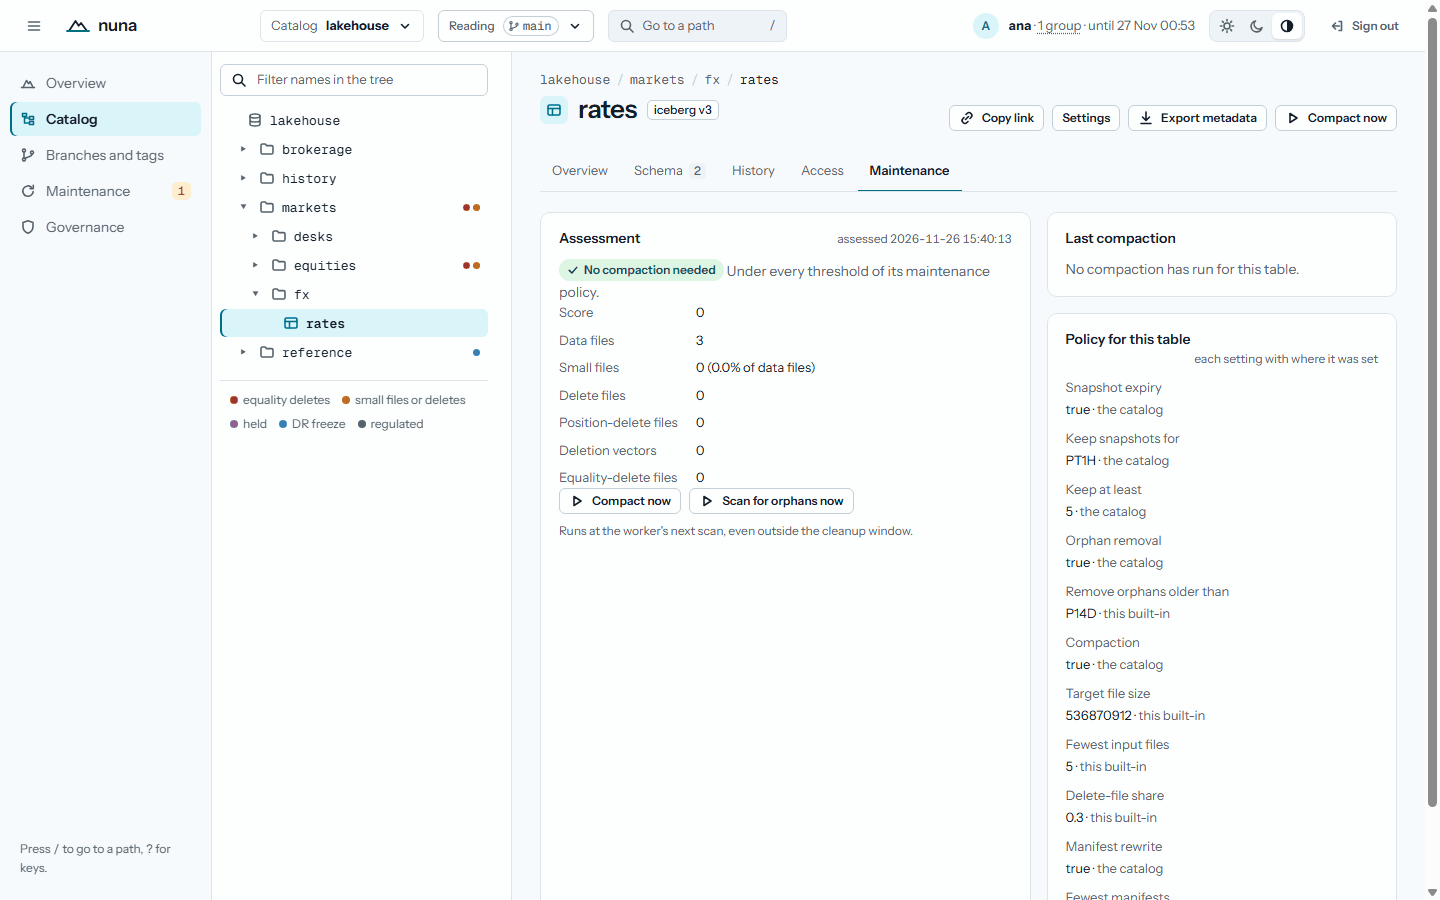 nuna
Catalog lakehouse
Reading main
Go to a path /
A
ana · 1 group · until 27 Nov 00:53
Sign out
Overview
Catalog
Branches and tags
Maintenance 1
Governance
Press / to go to a path, ? for
keys.
Filter names in the tree
lakehouse
brokerage
history
markets
desks
equities
fx
rates
reference
equality deletes small files or deletes
held DR freeze regulated
lakehouse / markets / fx / rates
rates iceberg v3
Copy link Settings Export metadata Compact now
Overview Schema 2 History Access Maintenance
Assessment assessed 2026-11-26 15:40:13
No compaction needed Under every threshold of its maintenance
policy.
Score 0
Data files 3
Small files 0 (0.0% of data files)
Delete files 0
Position-delete files 0
Deletion vectors 0
Equality-delete files 0
Compact now Scan for orphans now
Runs at the worker's next scan, even outside the cleanup window.
Last compaction
No compaction has run for this table.
Policy for this table
each setting with where it was set
Snapshot expiry
true · the catalog
Keep snapshots for
PT1H · the catalog
Keep at least
5 · the catalog
Orphan removal
true · the catalog
Remove orphans older than
P14D · this built-in
Compaction
true · the catalog
Target file size
536870912 · this built-in
Fewest input files
5 · this built-in
Delete-file share
0.3 · this built-in
Manifest rewrite
true · the catalog
Fewest manifests